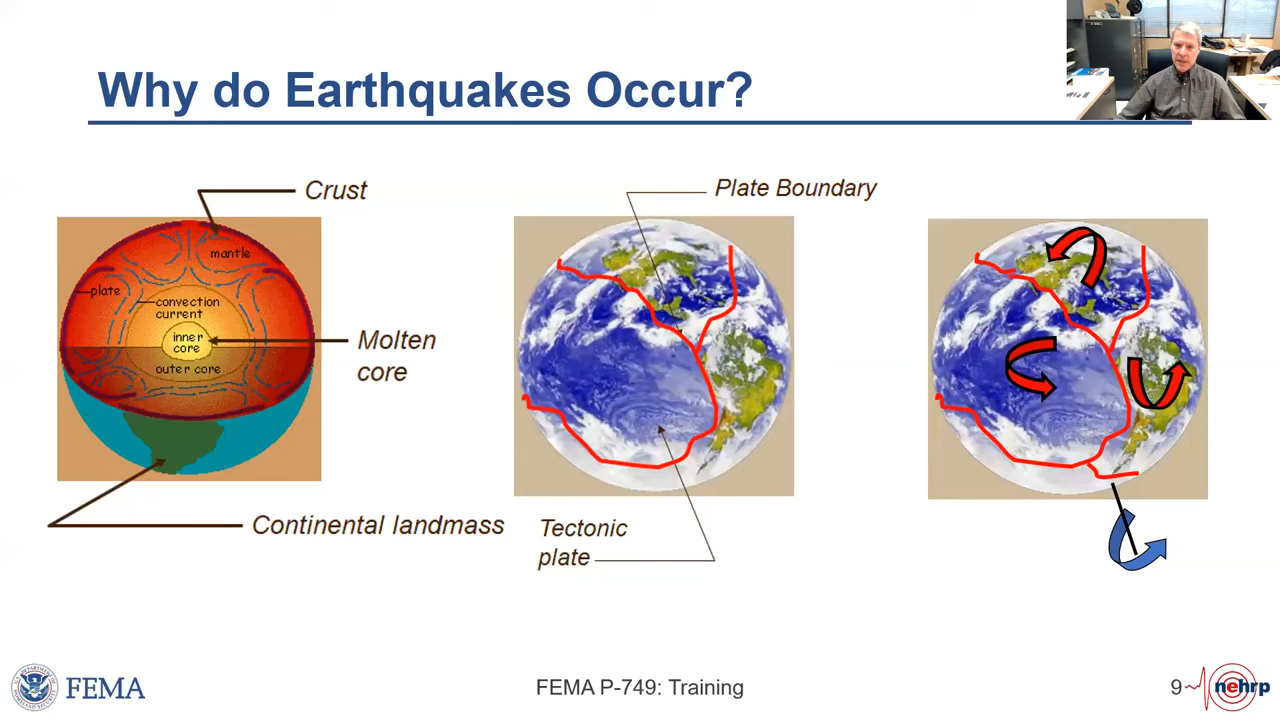 Why do Earthquakes Occur?
Crust
mantle
plate
convection
current
inner
core
outer core
Molten
core
Continental landmass
Plate Boundary
Tectonic
plate
FEMA
FEMA P-749: Training
9
nehrp